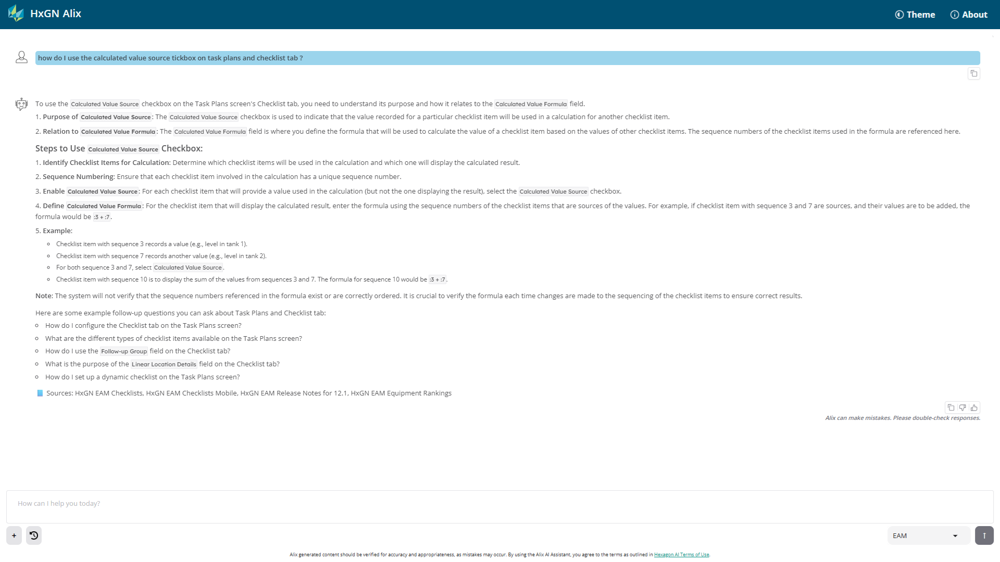 HxGN Alix
Theme
About
how do I use the calculated value source tickbox on task plans and checklist tab ?
To use the Calculated Value Source checkbox on the Task Plans screen's Checklist tab, you need to understand its purpose and how it relates to the Calculated Value Formula field.
1. Purpose of Calculated Value Source: The Calculated Value Source checkbox is used to indicate that the value recorded for a particular checklist item will be used in a calculation for another checklist item.
2. Relation to Calculated Value Formula: The Calculated Value Formula field is where you define the formula that will be used to calculate the value of a checklist item based on the values of other checklist items. The sequence numbers of the checklist items used in the formula are referenced here.
Steps to Use Calculated Value Source Checkbox:
1. Identify Checklist Items for Calculation: Determine which checklist items will be used in the calculation and which one will display the calculated result.
2. Sequence Numbering: Ensure that each checklist item involved in the calculation has a unique sequence number.
3. Enable Calculated Value Source: For each checklist item that will provide a value used in the calculation (but not the one displaying the result), select the Calculated Value Source checkbox.
4. Define Calculated Value Formula: For the checklist item that will display the calculated result, enter the formula using the sequence numbers of the checklist items that are sources of the values. For example, if checklist item with sequence 3 and 7 are sources, and their values are to be added, the
formula would be :3 + :7.
5. Example:
Checklist item with sequence 3 records a value (e.g., level in tank 1).
Checklist item with sequence 7 records another value (e.g., level in tank 2).
For both sequence 3 and 7, select Calculated Value Source.
Checklist item with sequence 10 is to display the sum of the values from sequences 3 and 7. The formula for sequence 10 would be :3 + :7.
Note: The system will not verify that the sequence numbers referenced in the formula exist or are correctly ordered. It is crucial to verify the formula each time changes are made to the sequencing of the checklist items to ensure correct results.
Here are some example follow-up questions you can ask about Task Plans and Checklist tab:
How do I configure the Checklist tab on the Task Plans screen?
What are the different types of checklist items available on the Task Plans screen?
How do I use the Follow-up Group field on the Checklist tab?
What is the purpose of the Linear Location Details field on the Checklist tab?
How do I set up a dynamic checklist on the Task Plans screen?
Sources: HxGN EAM Checklists, HxGN EAM Checklists Mobile, HxGN EAM Release Notes for 12.1, HxGN EAM Equipment Rankings
Alix can make mistakes. Please double-check responses.
How can I help you today?
EAM
Alix generated content should be verified for accuracy and appropriateness, as mistakes may occur. By using the Alix AI Assistant, you agree to the terms as outlined in Hexagon AI Terms of Use.